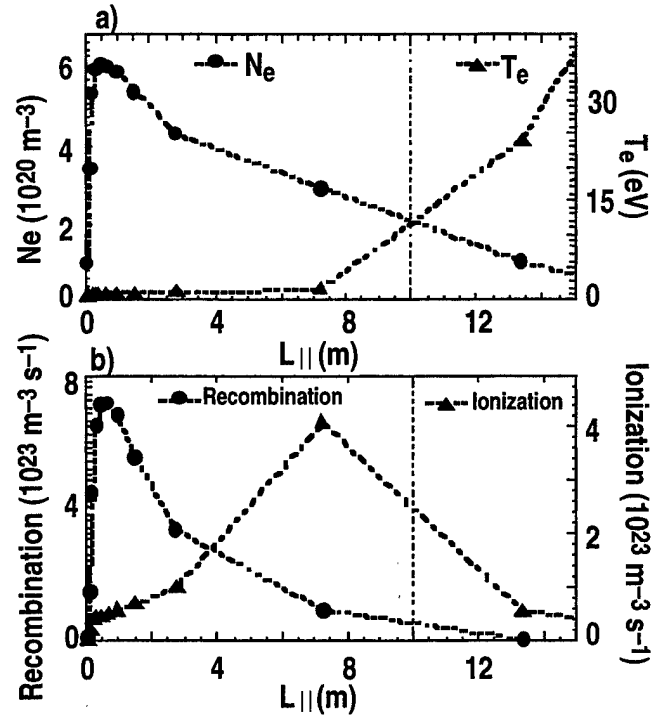 a)
Ne
Te
6
4
2
0
30
15
0
Ne (10²⁰ m⁻³)
Te (eV)
0 4 8 12
L|| (m)
b)
Recombination
Ionization
8
4
0
4
2
0
Recombination (10²³ m⁻³ s⁻¹)
Ionization (10²³ m⁻³ s⁻¹)
0 4 8 12
L|| (m)